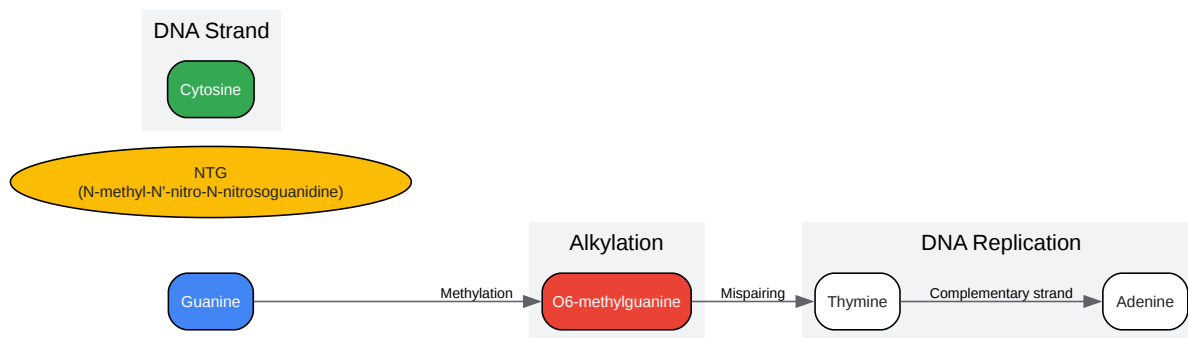 DNA Strand
Cytosine
NTG
(N-methyl-N'-nitro-N-nitrosoguanidine)
Alkylation
DNA Replication
Guanine
Methylation
O6-methylguanine
Mispairing
Thymine
Complementary strand
Adenine